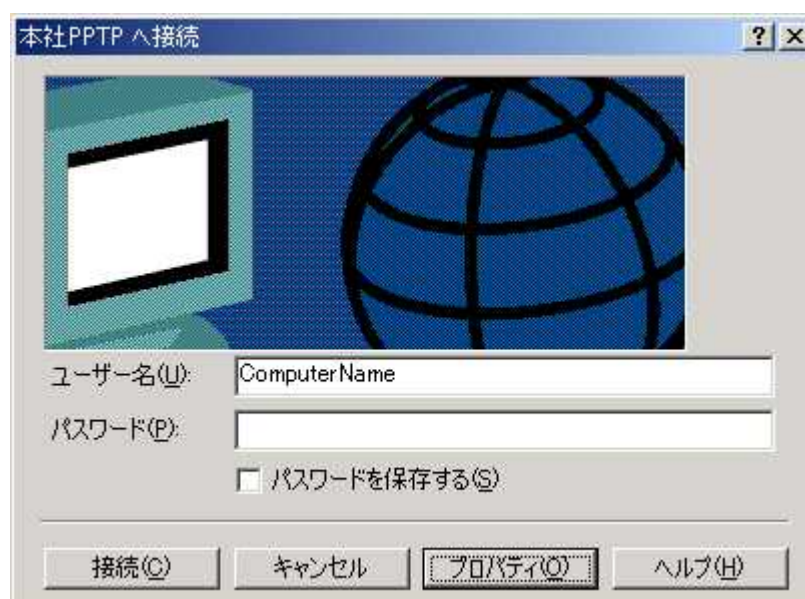 本社PPTP へ接続
ユーザー名(U):
ComputerName
パスワード(P):
パスワードを保存する(S)
接続(C) キャンセル プロパティ(O) ヘルプ(H)